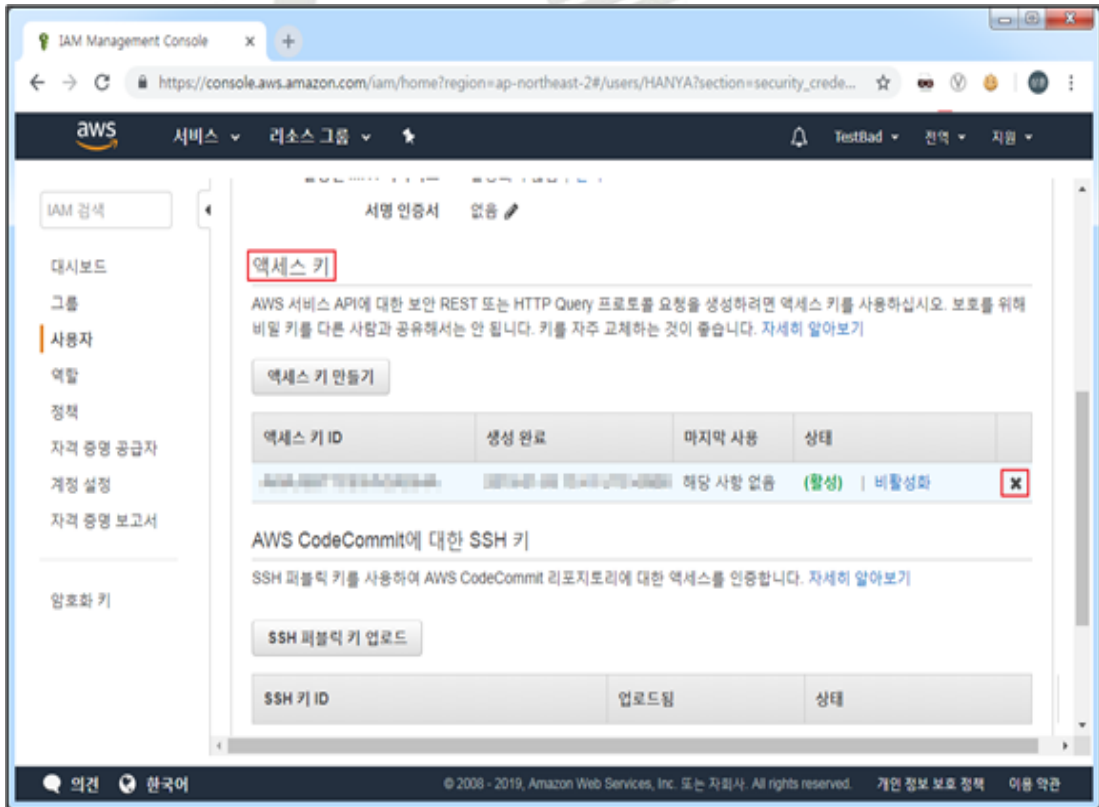 IAM Management Console
https://console.aws.amazon.com/iam/home?region=ap-northeast-2#/users/HANYA?section=security_crede...
aws 서비스 리소스 그룹 TestBad 전역 지원
IAM 검색
대시보드
그룹
사용자
역할
정책
자격 증명 공급자
계정 설정
자격 증명 보고서
암호화 키
서명 인증서 없음
액세스 키
AWS 서비스 API에 대한 보안 REST 또는 HTTP Query 프로토콜 요청을 생성하려면 액세스 키를 사용하십시오. 보호를 위해
비밀 키를 다른 사람과 공유해서는 안 됩니다. 키를 자주 교체하는 것이 좋습니다. 자세히 알아보기
액세스 키 만들기
액세스 키 ID 생성 완료 마지막 사용 상태
해당 사항 없음 (활성) | 비활성화
AWS CodeCommit에 대한 SSH 키
SSH 퍼블릭 키를 사용하여 AWS CodeCommit 리포지토리에 대한 액세스를 인증합니다. 자세히 알아보기
SSH 퍼블릭 키 업로드
SSH 키 ID 업로드됨 상태
의견 한국어 © 2008 - 2019, Amazon Web Services, Inc. 또는 자회사. All rights reserved. 개인 정보 보호 정책 이용 약관